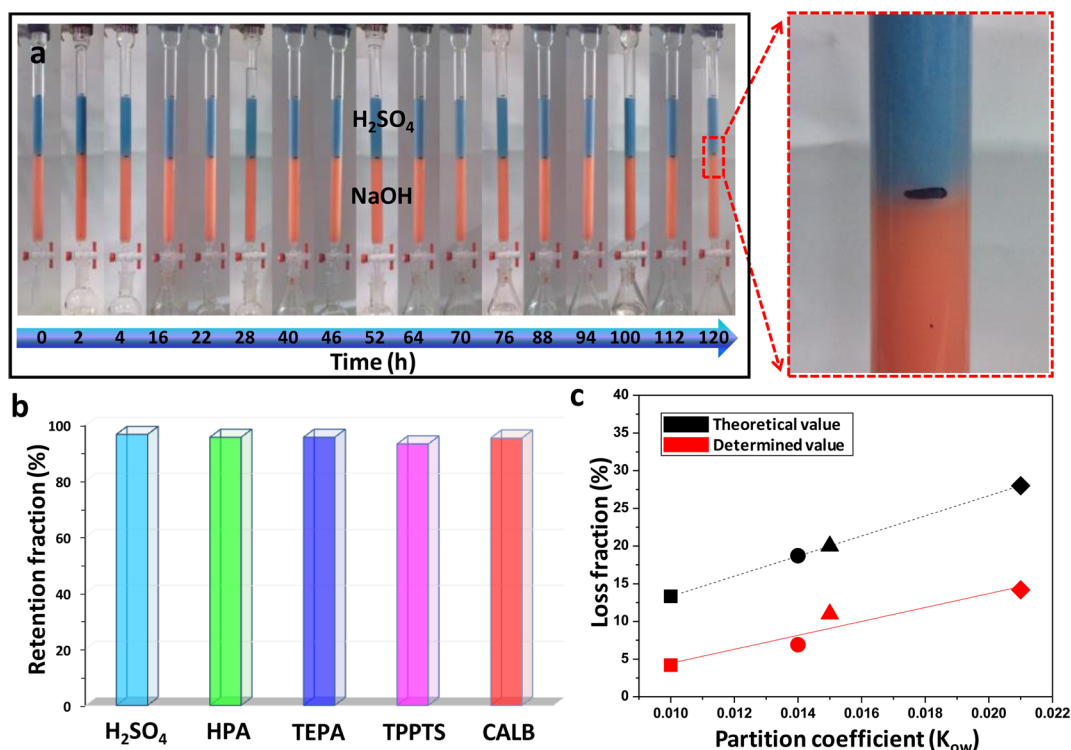 a
H₂SO₄
NaOH
0 2 4 16 22 28 40 46 52 64 70 76 88 94 100 112 120
Time (h)
b
Retention fraction (%)
100
80
60
40
20
0
H₂SO₄ HPA TEPA TPPTS CALB
c
Loss fraction (%)
40
35
30
25
20
15
10
5
0
Theoretical value
Determined value
0.010 0.012 0.014 0.016 0.018 0.020 0.022
Partition coefficient (Kow)